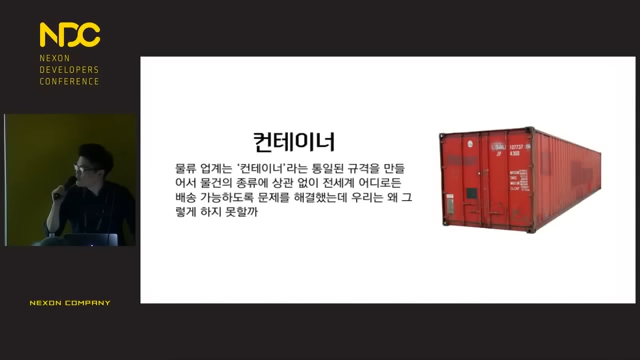 NDC
NEXON
DEVELOPERS
CONFERENCE
컨테이너
물류 업계는 '컨테이너'라는 통일된 규격을 만들
어서 물건의 종류에 상관 없이 전세계 어디로든
배송 가능하도록 문제를 해결했는데 우리는 왜 그
렇게 하지 못할까
NEXON COMPANY